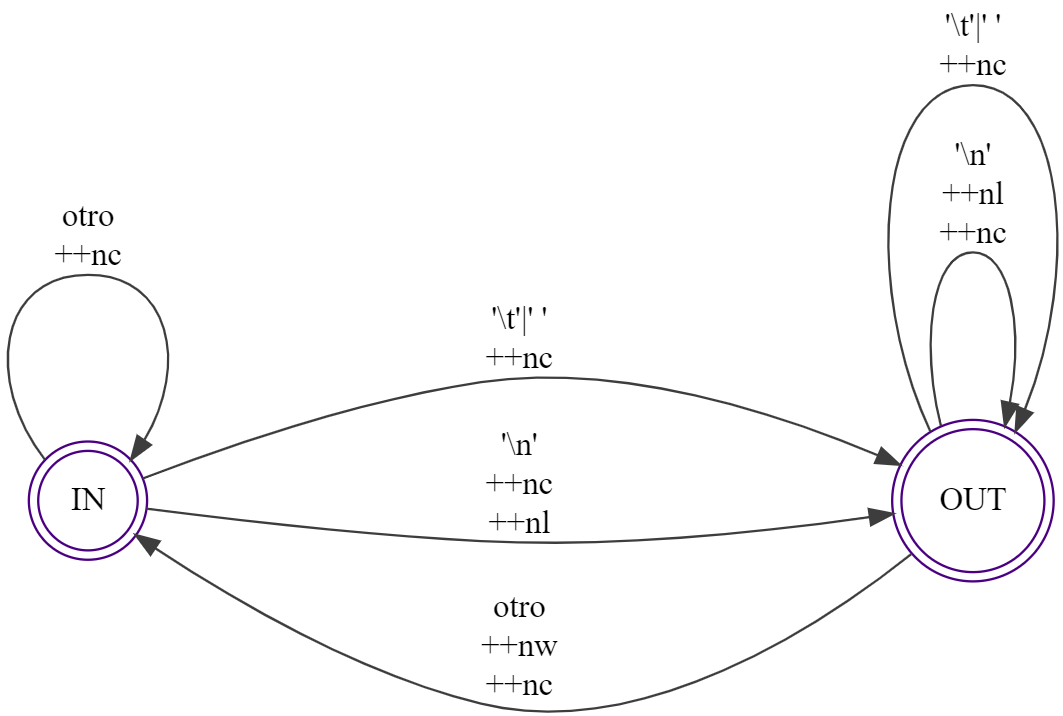 '\t'|' '
++nc
'\n'
++nl
++nc
otro
++nc
'\t'|' '
++nc
'\n'
++nc
++nl
IN
OUT
otro
++nw
++nc